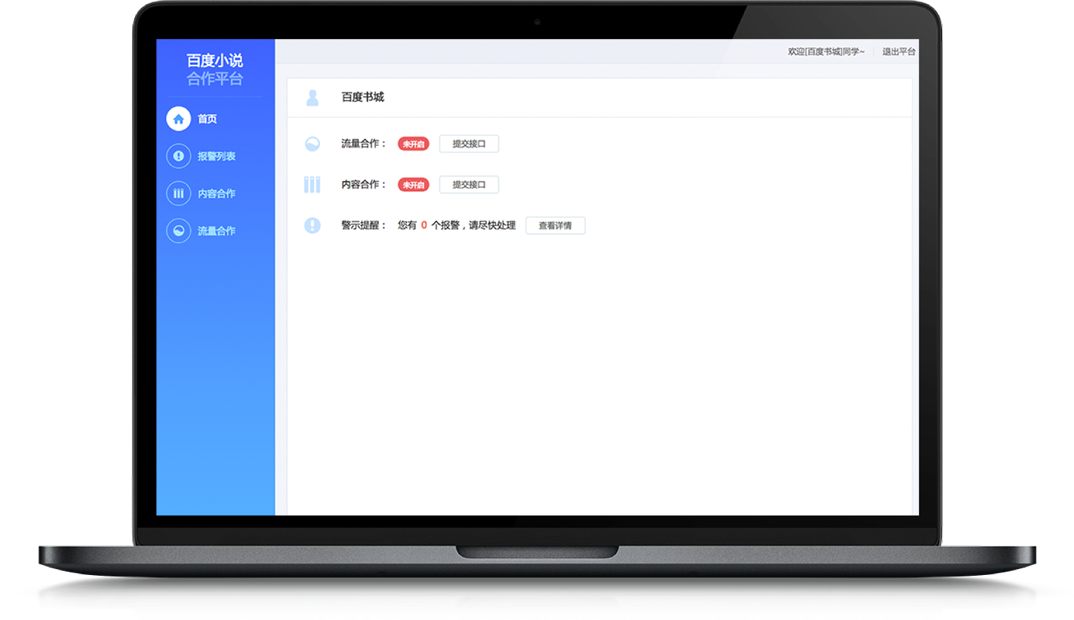 百度小说
合作平台
首页
报警列表
内容合作
流量合作
欢迎[百度书城]同学~ 退出平台
百度书城
流量合作： 未开启 提交接口
内容合作： 未开启 提交接口
警示提醒： 您有 0 个报警，请尽快处理 查看详情